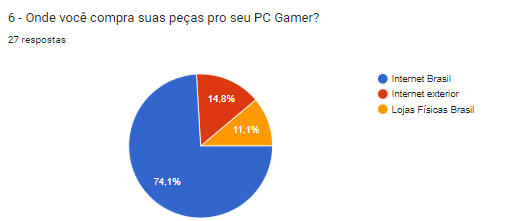 6 - Onde você compra suas peças pro seu PC Gamer?
27 respostas
14,8%
11,1%
74,1%
Internet Brasil
Internet exterior
Lojas Físicas Brasil